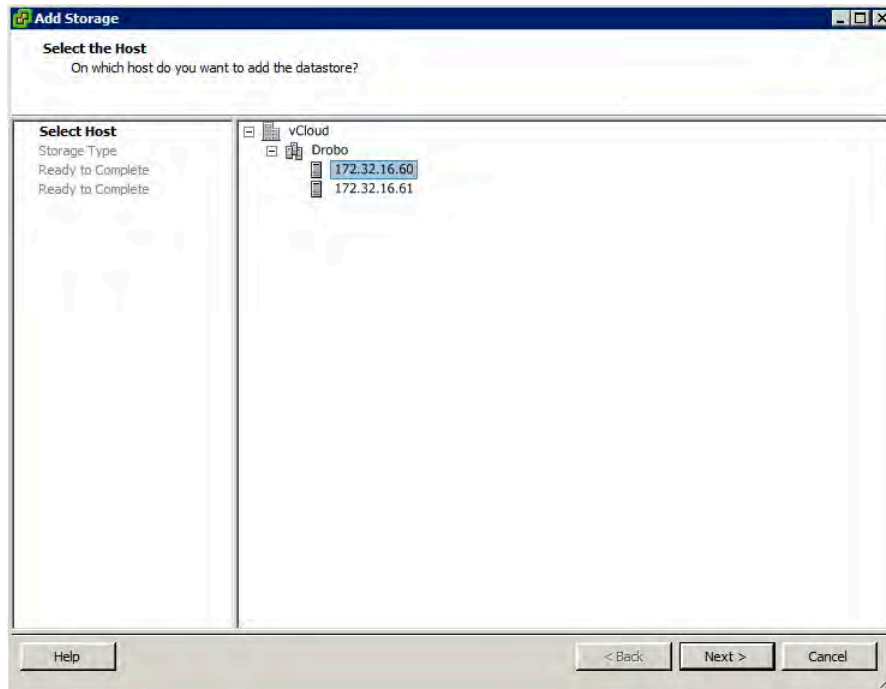 Add Storage
Select the Host
On which host do you want to add the datastore?
Select Host
Storage Type
Ready to Complete
Ready to Complete
vCloud
Drobo
172.32.16.60
172.32.16.61
Help
< Back
Next >
Cancel